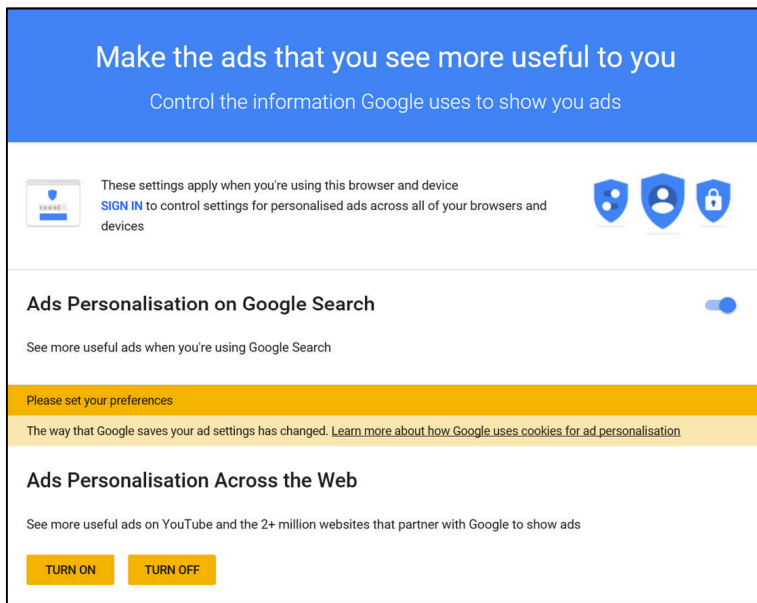 Make the ads that you see more useful to you
Control the information Google uses to show you ads
These settings apply when you're using this browser and device
SIGN IN to control settings for personalised ads across all of your browsers and
devices
Ads Personalisation on Google Search
See more useful ads when you're using Google Search
Please set your preferences
The way that Google saves your ad settings has changed. Learn more about how Google uses cookies for ad personalisation
Ads Personalisation Across the Web
See more useful ads on YouTube and the 2+ million websites that partner with Google to show ads
TURN ON TURN OFF